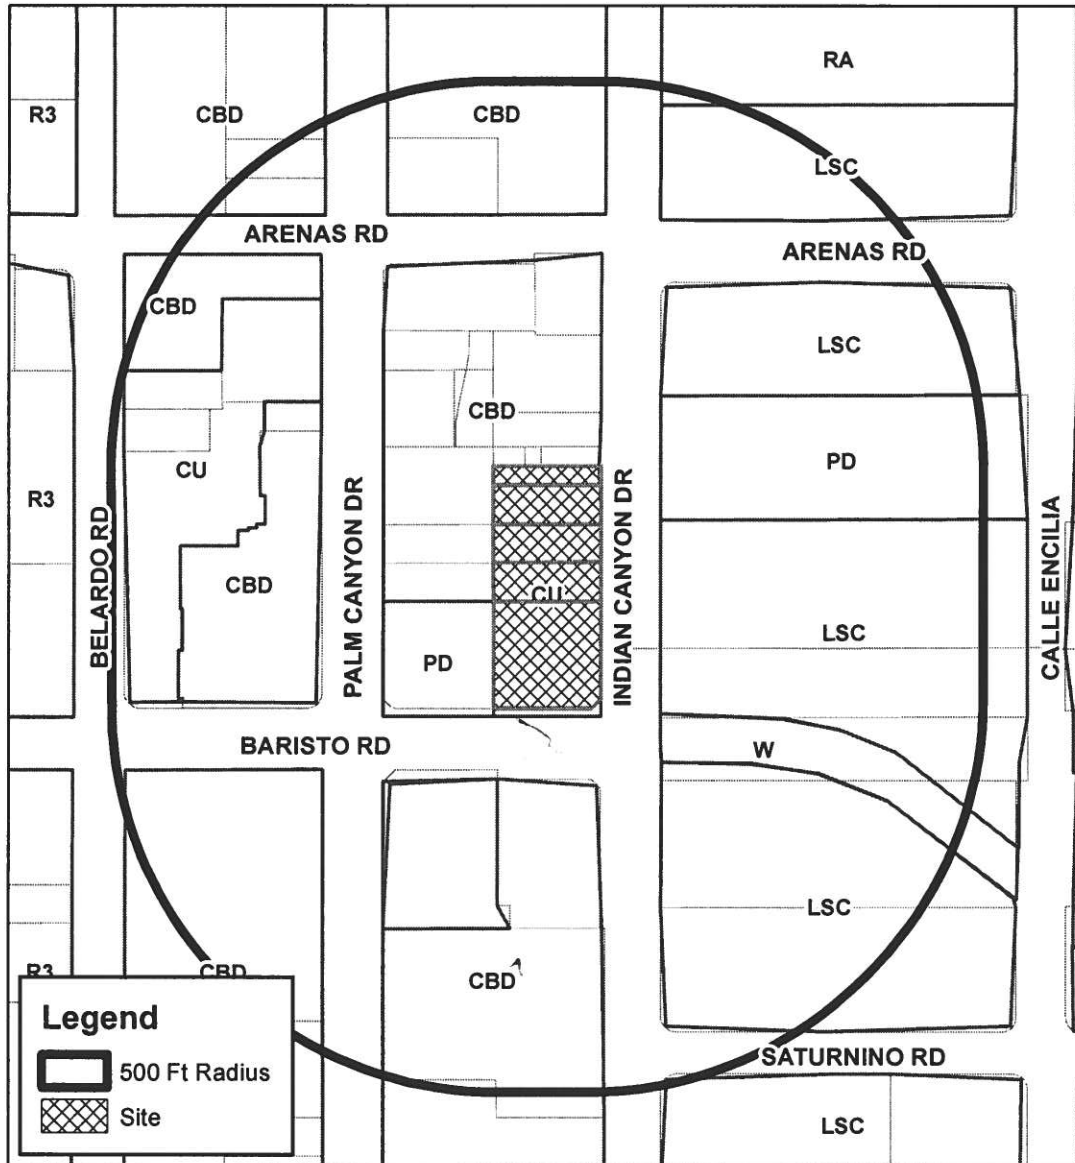 RA
R3
CBD
CBD
LSC
ARENAS RD
ARENAS RD
CBD
LSC
CBD
PD
CU
R3
PALM CANYON DR
INDIAN CANYON DR
BELARDO RD
CALLE ENCILIA
CBD
CU
LSC
PD
BARISTO RD
W
LSC
R3
CBD
CBD
Legend
500 Ft Radius
Site
SATURNINO RD
LSC